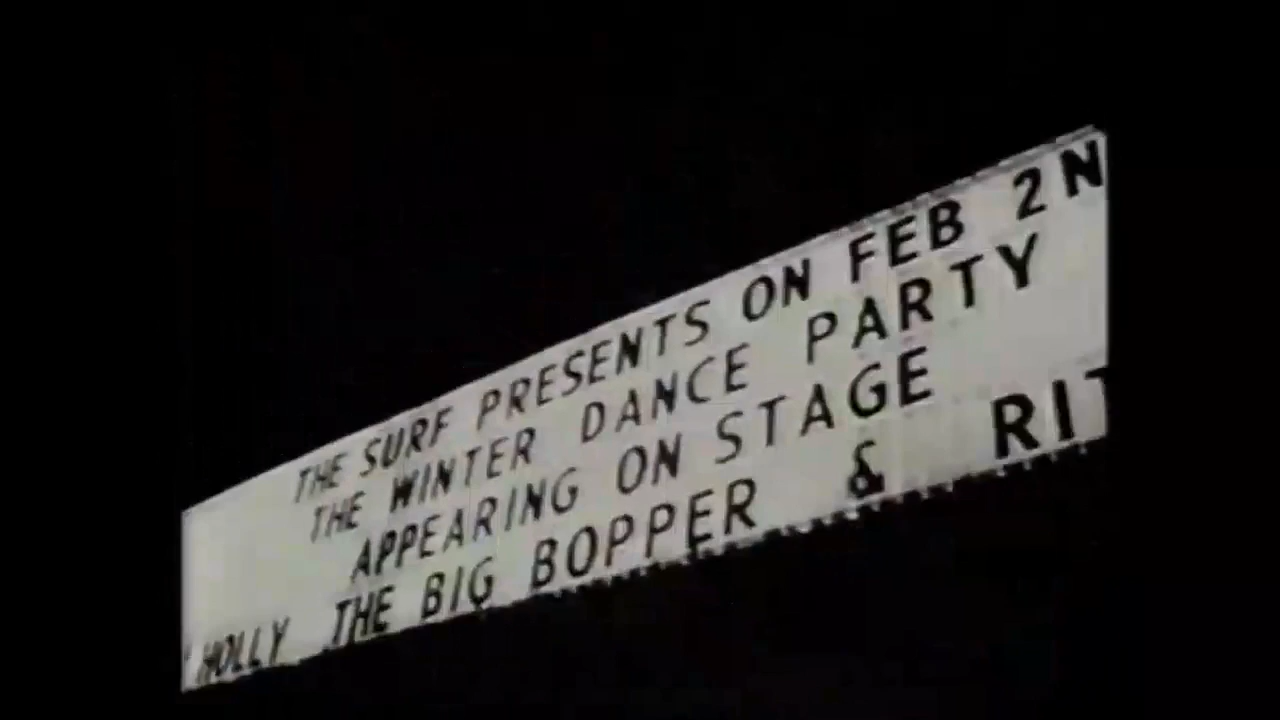 THE SURF PRESENTS ON FEB 2N
THE WINTER DANCE PARTY
APPEARING ON STAGE
Y HOLLY THE BIG BOPPER & RIT